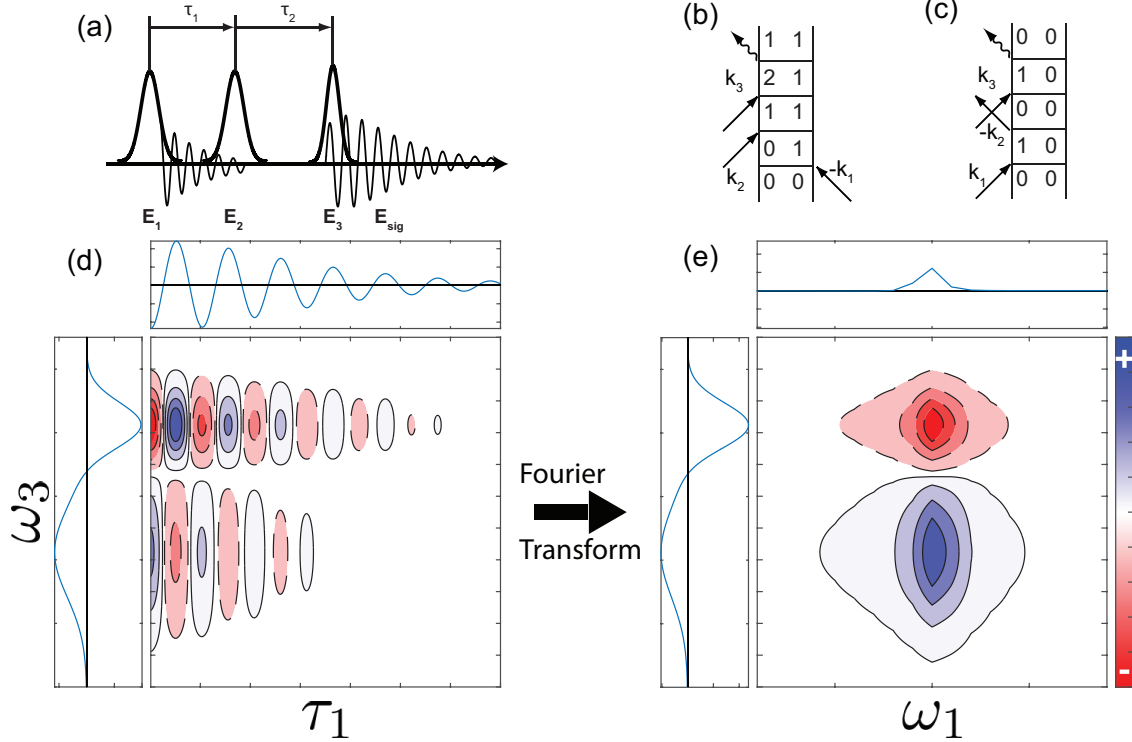 (a)
τ1
τ2
E1
E2
E3
Esig
(b)
1 1
2 1
1 1
0 1
0 0
k3
k2
-k1
(c)
0 0
1 0
0 0
1 0
0 0
k3
-k2
k1
(d)
ω3
τ1
Fourier
Transform
(e)
ω1
+
-